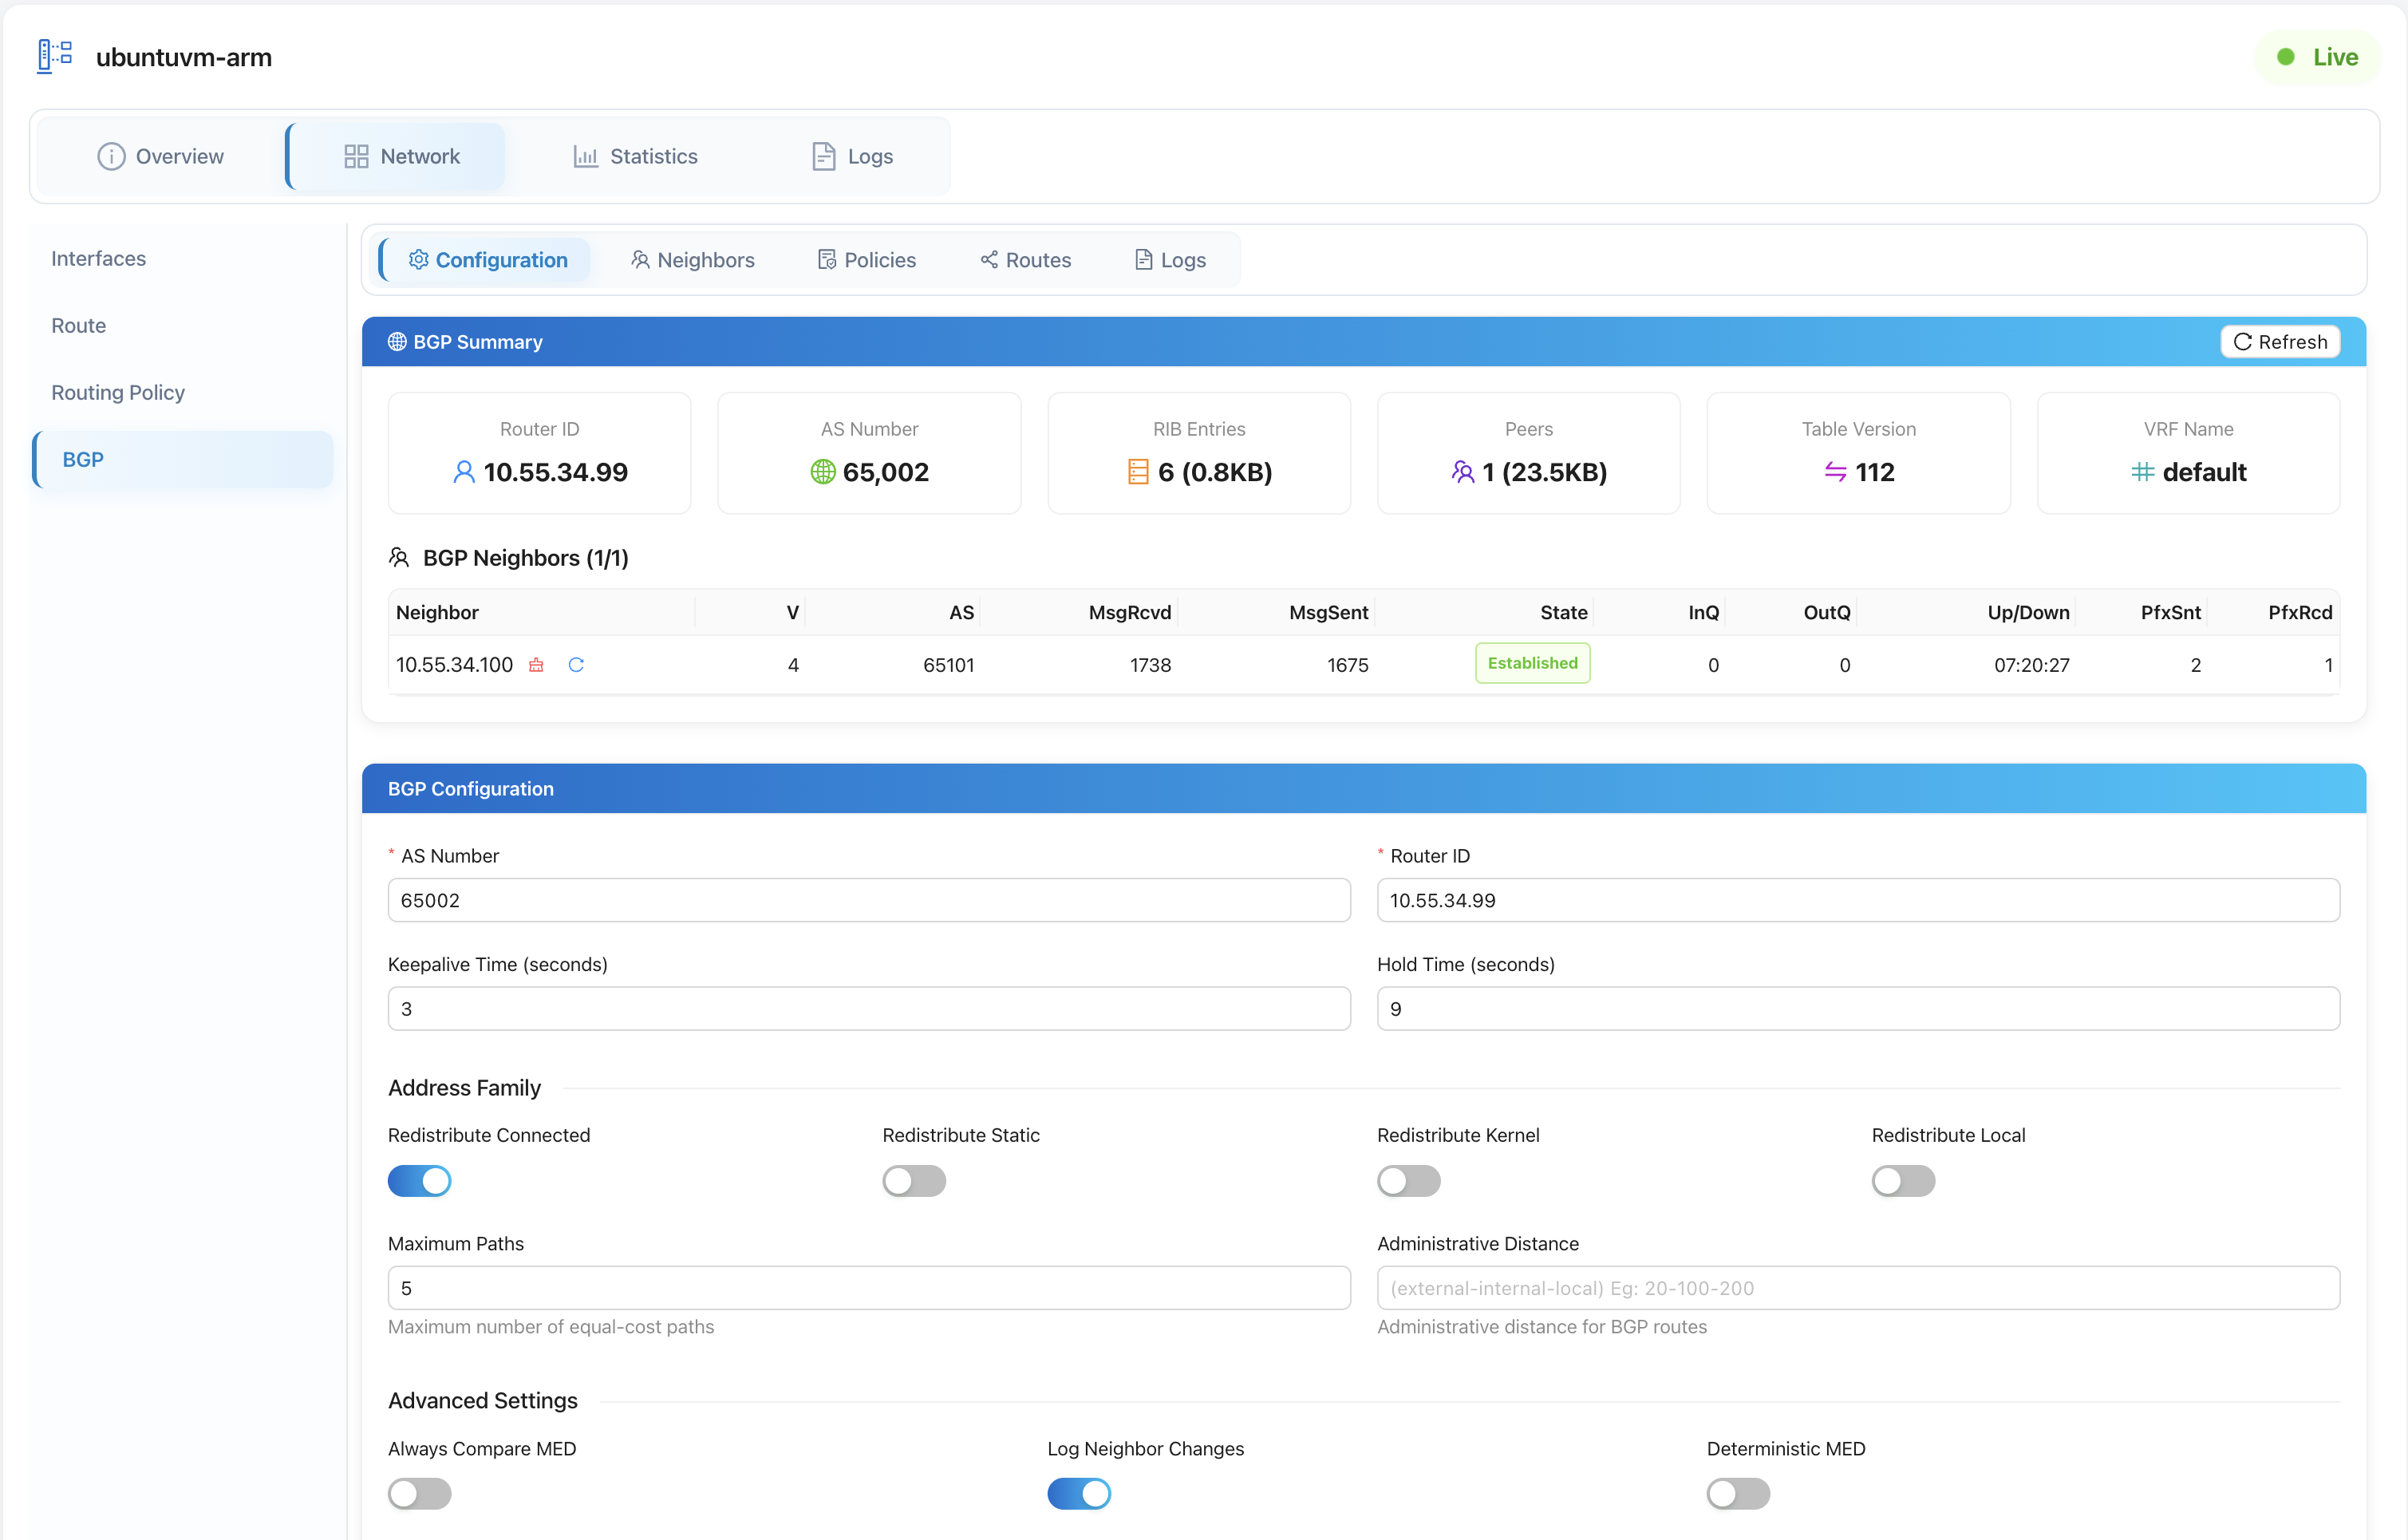 ubuntuvm-arm
Live
Overview Network Statistics Logs
Interfaces
Route
Routing Policy
BGP
Configuration Neighbors Policies Routes Logs
BGP Summary Refresh
Router ID AS Number RIB Entries Peers Table Version VRF Name
10.55.34.99 65,002 6 (0.8KB) 1 (23.5KB) 112 default
BGP Neighbors (1/1)
Neighbor V AS MsgRcvd MsgSent State InQ OutQ Up/Down PfxSnt PfxRcd
10.55.34.100 4 65101 1738 1675 Established 0 0 07:20:27 2 1
BGP Configuration
* AS Number * Router ID
65002 10.55.34.99
Keepalive Time (seconds) Hold Time (seconds)
3 9
Address Family
Redistribute Connected Redistribute Static Redistribute Kernel Redistribute Local
Maximum Paths Administrative Distance
5 (external-internal-local) Eg: 20-100-200
Maximum number of equal-cost paths Administrative distance for BGP routes
Advanced Settings
Always Compare MED Log Neighbor Changes Deterministic MED